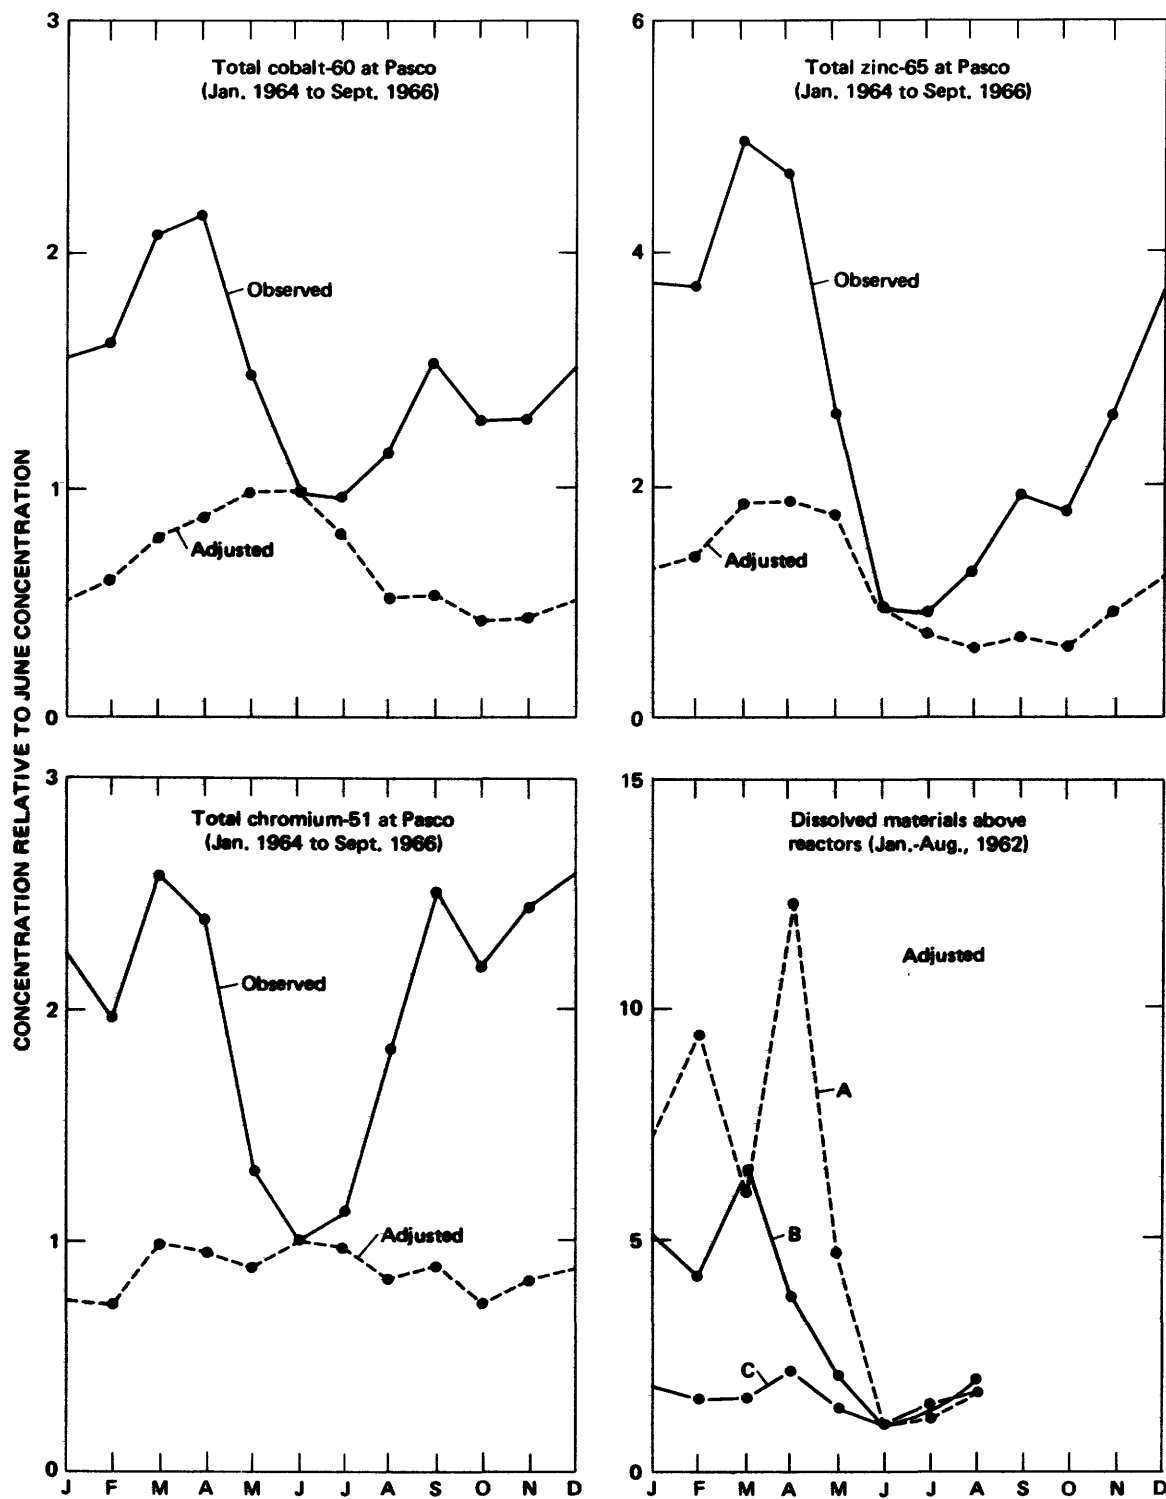 CONCENTRATION RELATIVE TO JUNE CONCENTRATION
3
Total cobalt-60 at Pasco
(Jan. 1964 to Sept. 1966)
2
Observed
1
Adjusted
0
6
Total zinc-65 at Pasco
(Jan. 1964 to Sept. 1966)
4
Observed
2
Adjusted
0
3
Total chromium-51 at Pasco
(Jan. 1964 to Sept. 1966)
2
Observed
1
Adjusted
0
J F M A M J J A S O N D
15
Dissolved materials above
reactors (Jan.-Aug., 1962)
Adjusted
10
A
5
B
C
0
J F M A M J J A S O N D